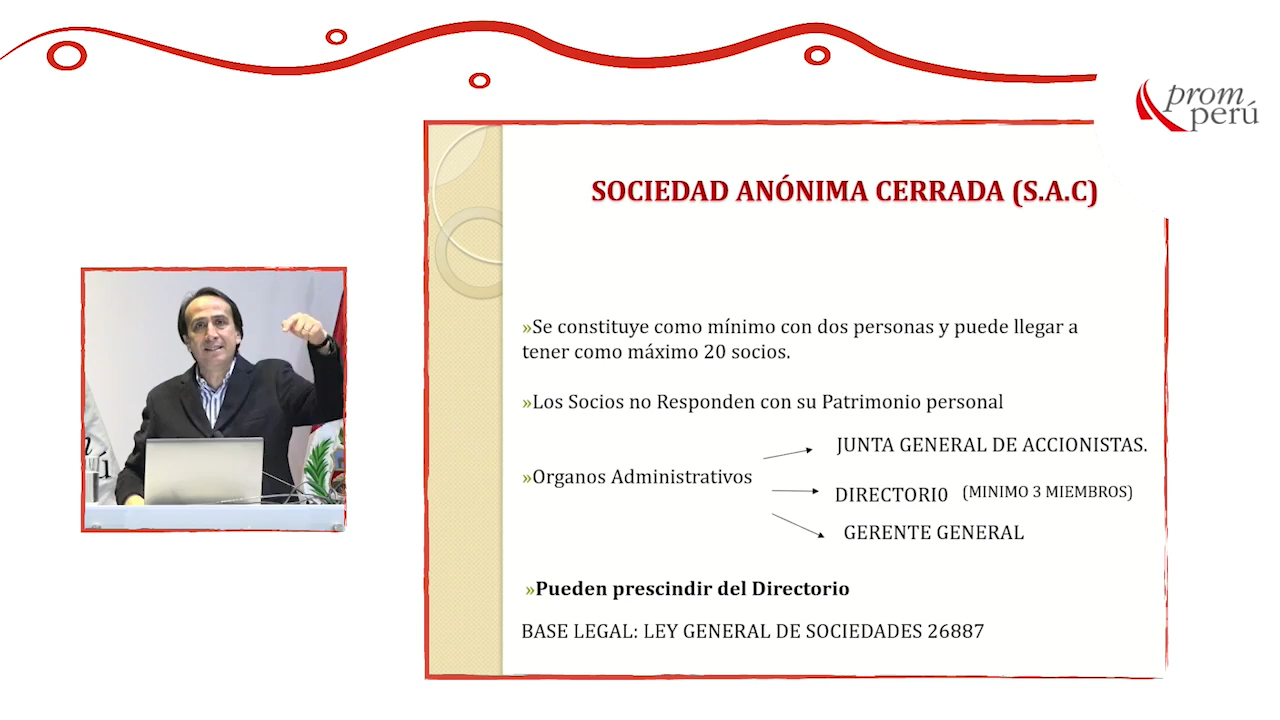 prom
perú
SOCIEDAD ANÓNIMA CERRADA (S.A.C)
»Se constituye como mínimo con dos personas y puede llegar a
tener como máximo 20 socios.
»Los Socios no Responden con su Patrimonio personal
JUNTA GENERAL DE ACCIONISTAS.
»Organos Administrativos
DIRECTORI0 (MINIMO 3 MIEMBROS)
GERENTE GENERAL
»Pueden prescindir del Directorio
BASE LEGAL: LEY GENERAL DE SOCIEDADES 26887